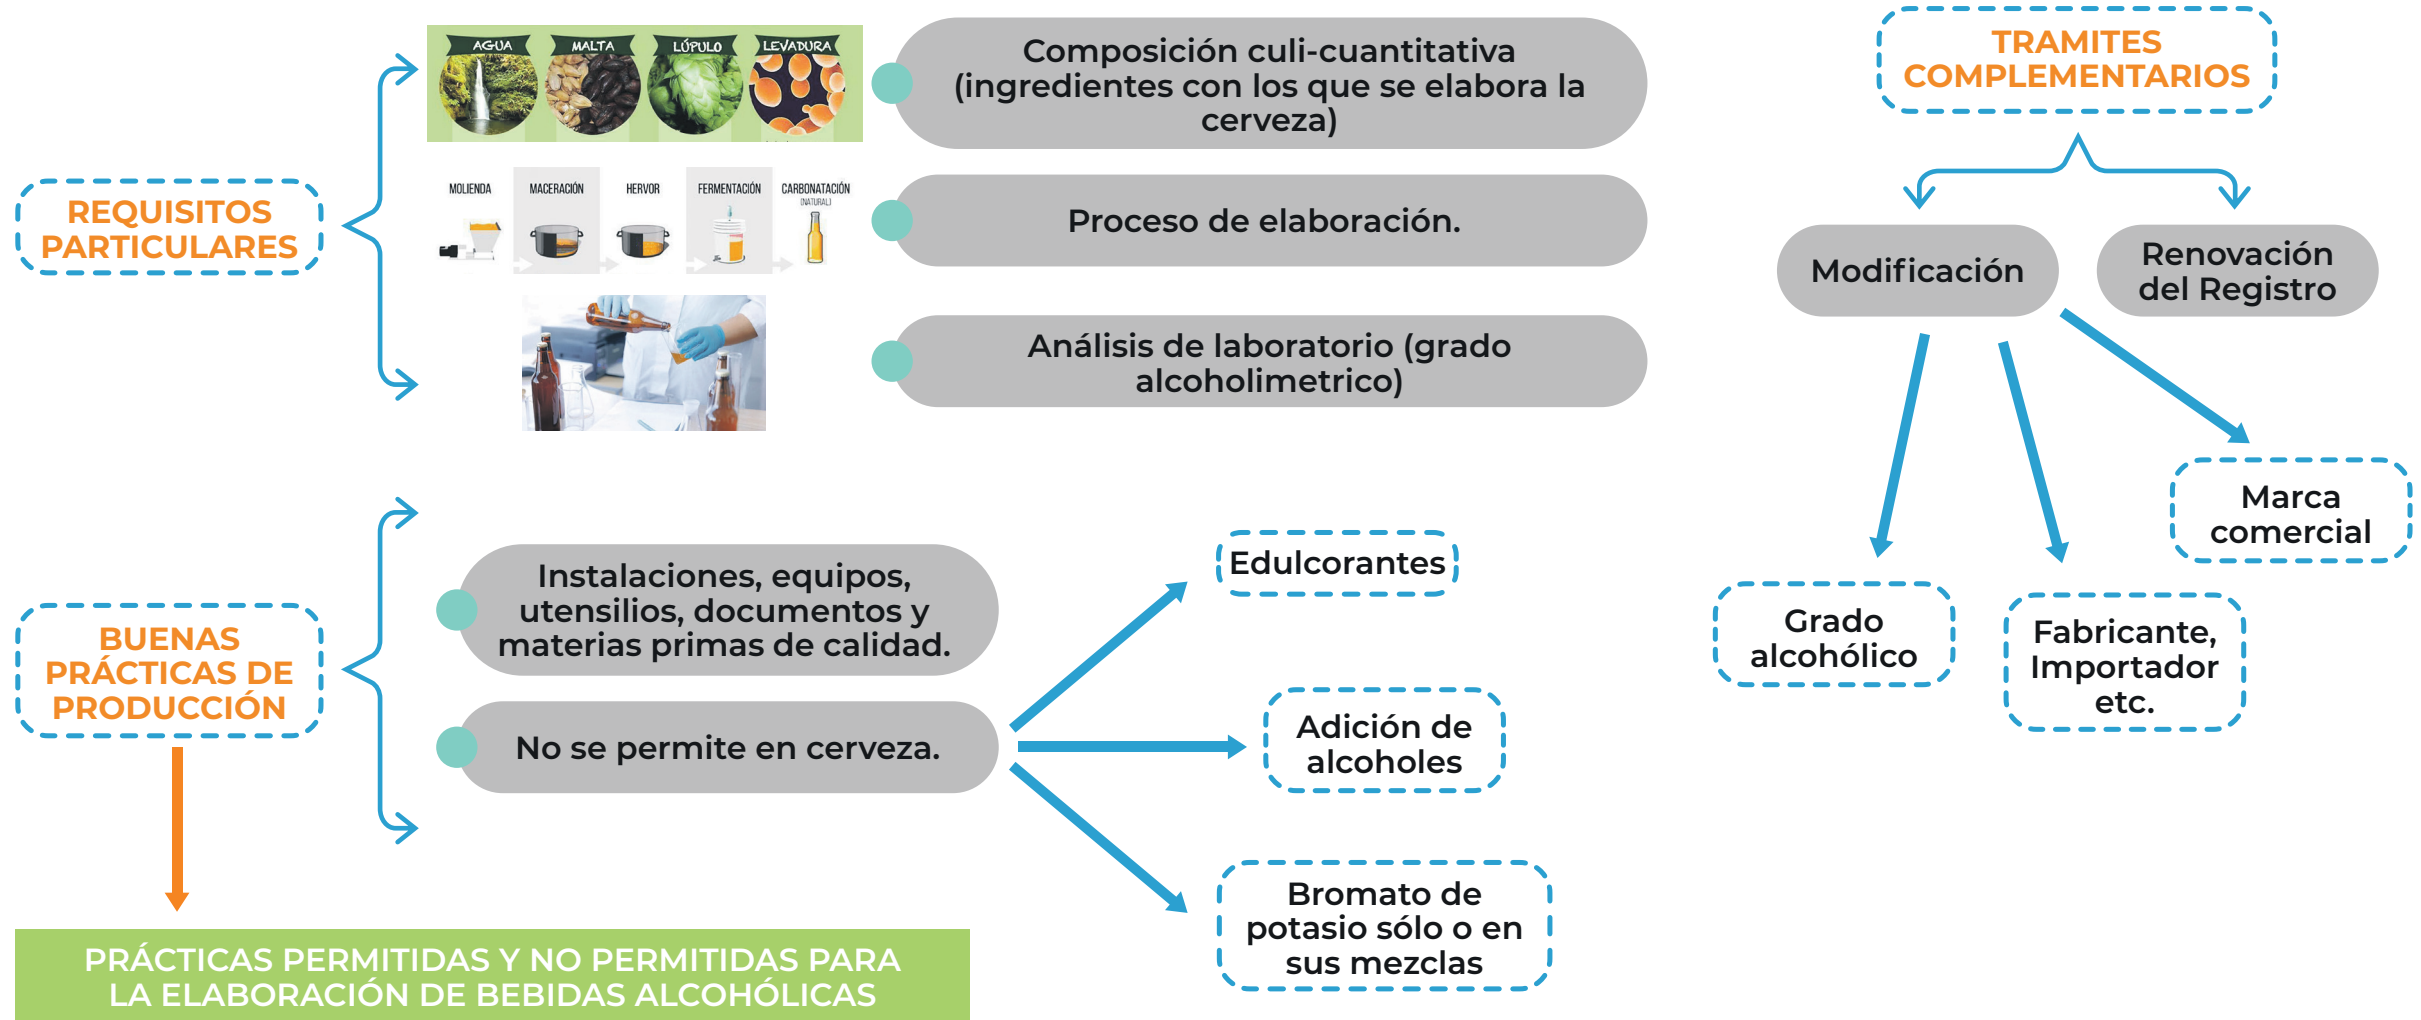 REQUISITOS
PARTICULARES
AGUA
MALTA
LÚPULO
LEVADURA
Composición culi-cuantitativa
(ingredientes con los que se elabora la
cerveza)
MOLIENDA
MACERACIÓN
HERVOR
FERMENTACIÓN
CARBONATACIÓN
(NATURAL)
Proceso de elaboración.
Análisis de laboratorio (grado
alcoholimetrico)
BUENAS
PRÁCTICAS DE
PRODUCCIÓN
Instalaciones, equipos,
utensilios, documentos y
materias primas de calidad.
No se permite en cerveza.
Edulcorantes
Adición de
alcoholes
Bromato de
potasio sólo o en
sus mezclas
PRÁCTICAS PERMITIDAS Y NO PERMITIDAS PARA
LA ELABORACIÓN DE BEBIDAS ALCOHÓLICAS
TRAMITES
COMPLEMENTARIOS
Modificación
Renovación
del Registro
Grado
alcohólico
Fabricante,
Importador
etc.
Marca
comercial